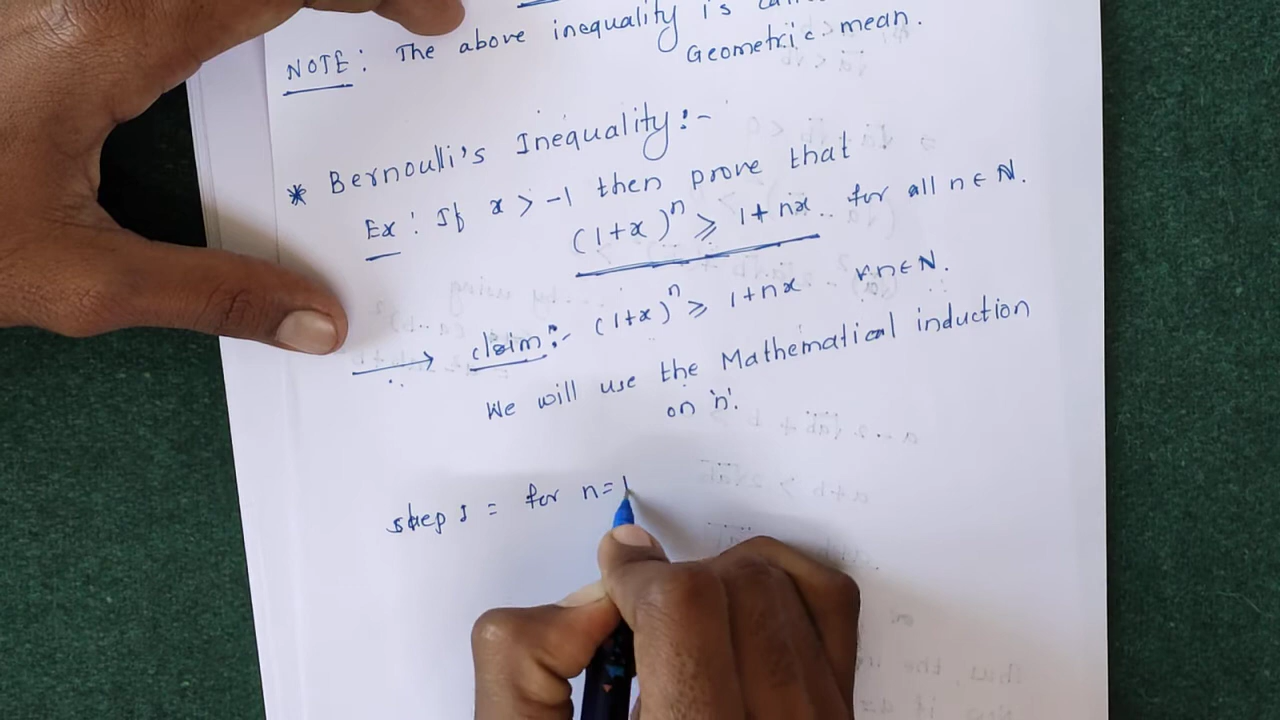 NOTE: The above inequality is
Geometric mean.
* Bernoulli's Inequality:-
Ex: If x > -1 then prove that
(1+x)^n ≥ 1+nx for all n∈N.
→ claim:- (1+x)^n ≥ 1+nx ∀n∈N.
We will use the Mathematical induction
on 'n'.
step 1 = for n=1